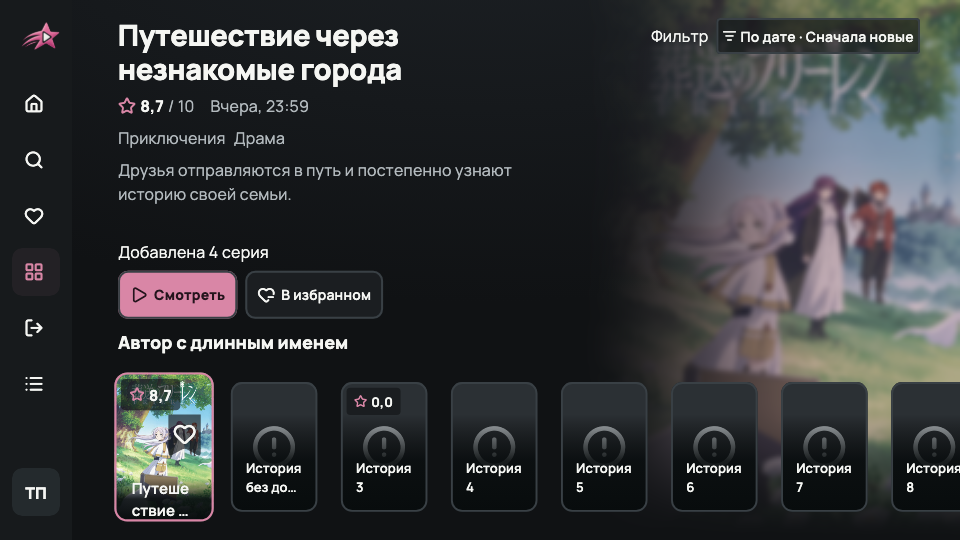 Путешествие через
незнакомые города
Фильтр
По дате · Сначала новые
8,7 / 10 Вчера, 23:59
Приключения Драма
Друзья отправляются в путь и постепенно узнают
историю своей семьи.
Добавлена 4 серия
Смотреть
В избранном
Автор с длинным именем
8,7
Путеше
ствие ...
История
без до...
0,0
История
3
История
4
История
5
История
6
История
7
История
8
ТП